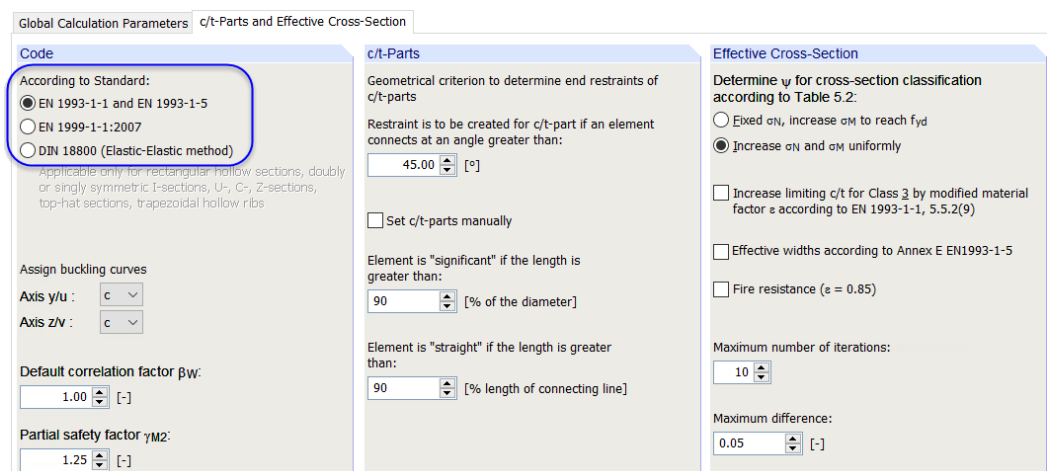 Global Calculation Parameters
c/t-Parts and Effective Cross-Section
Code
According to Standard:
EN 1993-1-1 and EN 1993-1-5
EN 1999-1-1:2007
DIN 18800 (Elastic-Elastic method)
Applicable only for rectangular hollow sections, doubly
or singly symmetric I-sections, U-, C-, Z-sections,
top-hat sections, trapezoidal hollow ribs
Assign buckling curves
Axis y/u : c
Axis z/v : c
Default correlation factor βW:
1.00 [-]
Partial safety factor γM2:
1.25 [-]
c/t-Parts
Geometrical criterion to determine end restraints of
c/t-parts
Restraint is to be created for c/t-part if an element
connects at an angle greater than:
45.00 [°]
Set c/t-parts manually
Element is "significant" if the length is
greater than:
90 [% of the diameter]
Element is "straight" if the length is greater
than:
90 [% length of connecting line]
Effective Cross-Section
Determine ψ for cross-section classification
according to Table 5.2:
Fixed σN, increase σM to reach fyd
Increase σN and σM uniformly
Increase limiting c/t for Class 3 by modified material
factor ε according to EN 1993-1-1, 5.5.2(9)
Effective widths according to Annex E EN1993-1-5
Fire resistance (ε = 0.85)
Maximum number of iterations:
10
Maximum difference:
0.05 [-]